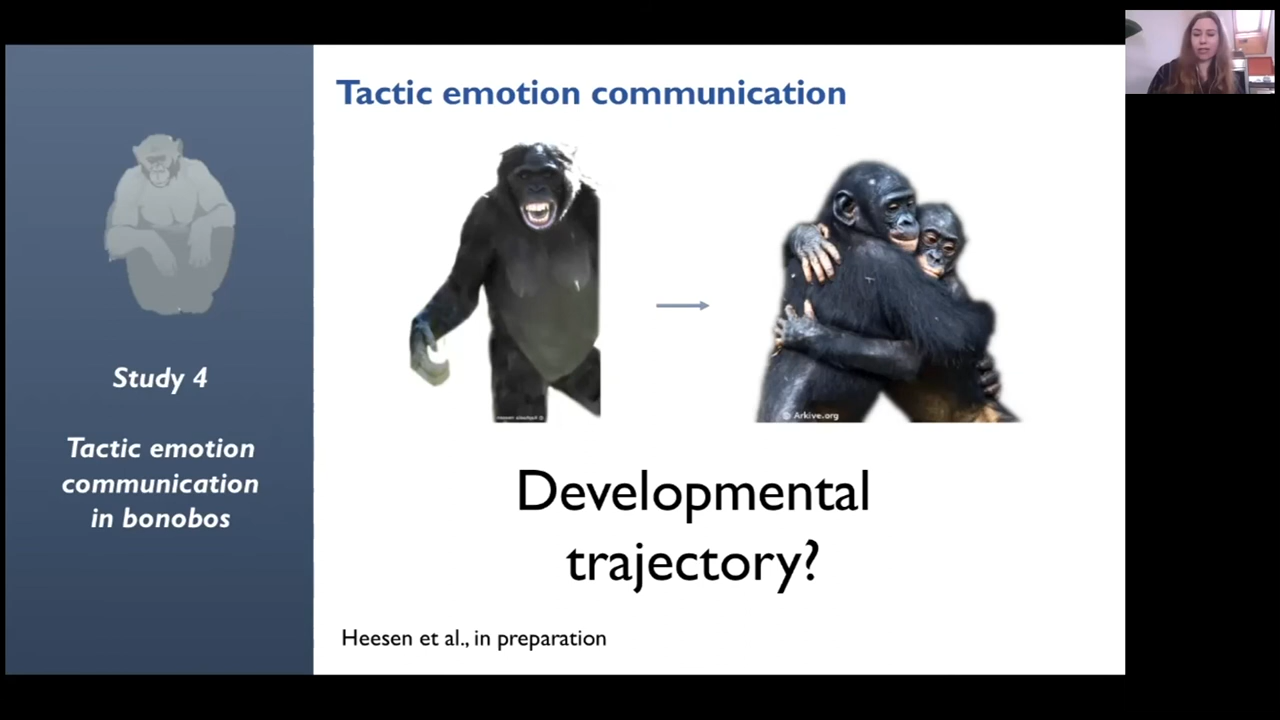 Tactic emotion communication
Study 4
Tactic emotion
communication
in bonobos
© Arkive.org
Developmental
trajectory?
Heesen et al., in preparation